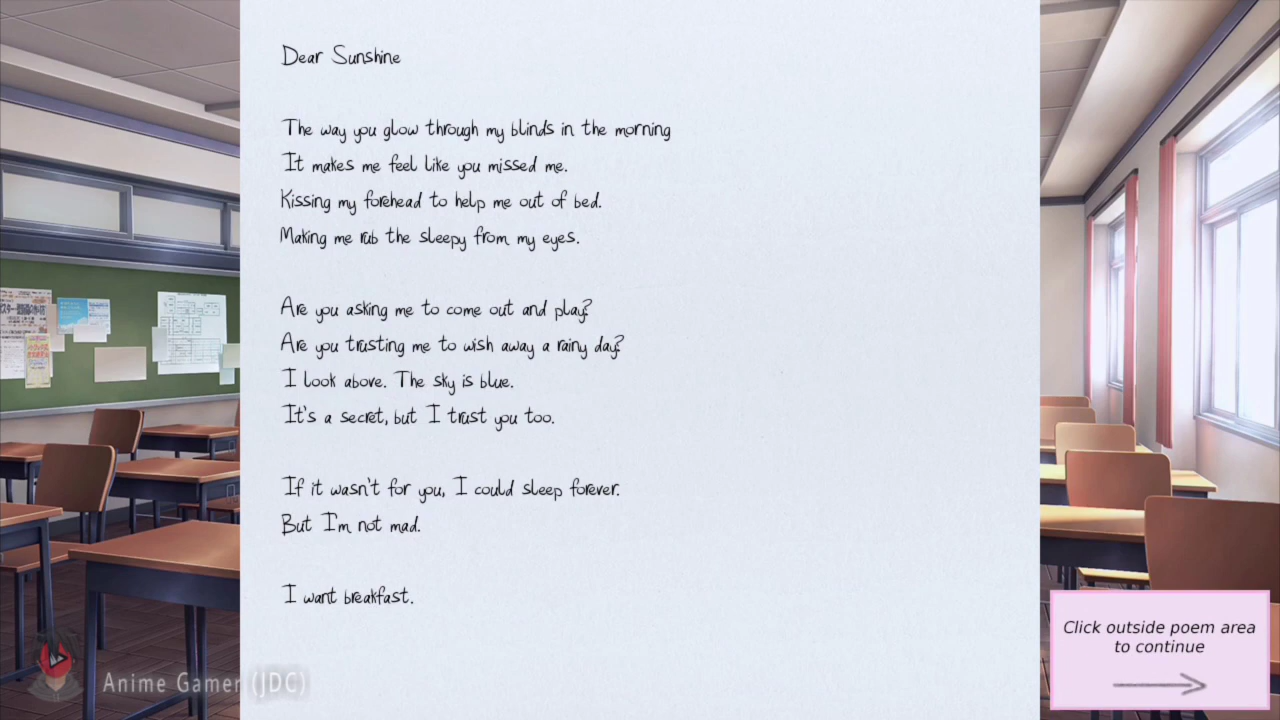 Dear Sunshine
The way you glow through my blinds in the morning
It makes me feel like you missed me.
Kissing my forehead to help me out of bed.
Making me rub the sleepy from my eyes.
Are you asking me to come out and play?
Are you trusting me to wish away a rainy day?
I look above. The sky is blue.
It's a secret, but I trust you too.
If it wasn't for you, I could sleep forever.
But I'm not mad.
I want breakfast.
Click outside poem area
to continue
Anime Gamer (JDC)